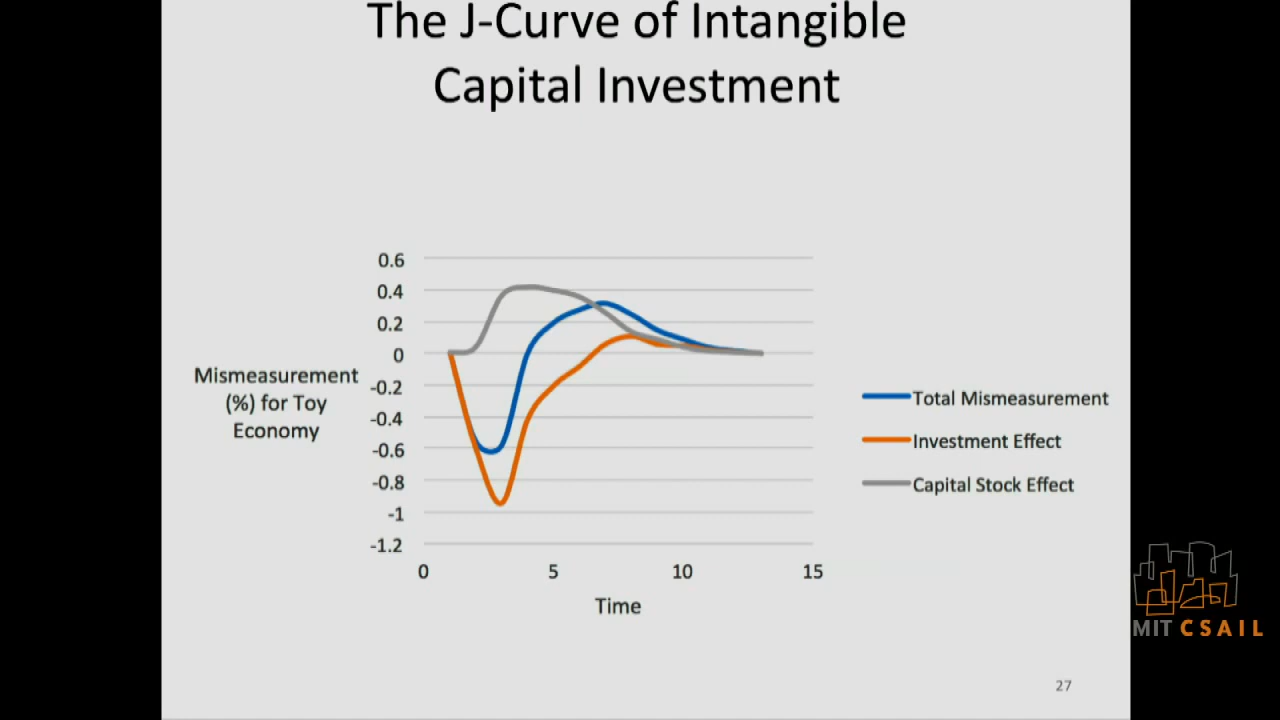 The J-Curve of Intangible
Capital Investment
0.6
0.4
0.2
0
-0.2
-0.4
-0.6
-0.8
-1
-1.2
Mismeasurement
(%) for Toy
Economy
0 5 10 15
Time
Total Mismeasurement
Investment Effect
Capital Stock Effect
MIT CSAIL
27